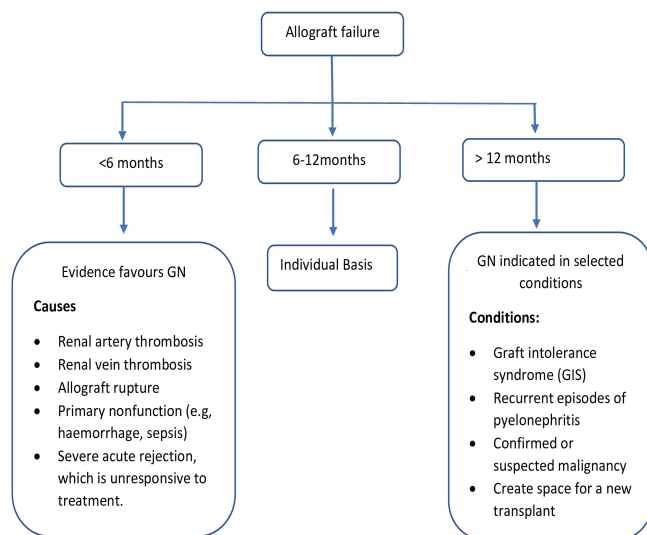 Allograft failure
<6 months
6-12months
> 12 months
Evidence favours GN
Causes
• Renal artery thrombosis
• Renal vein thrombosis
• Allograft rupture
• Primary nonfunction (e.g,
haemorrhage, sepsis)
• Severe acute rejection,
which is unresponsive to
treatment.
Individual Basis
GN indicated in selected
conditions
Conditions:
• Graft intolerance
syndrome (GIS)
• Recurrent episodes of
pyelonephritis
• Confirmed or
suspected malignancy
• Create space for a new
transplant